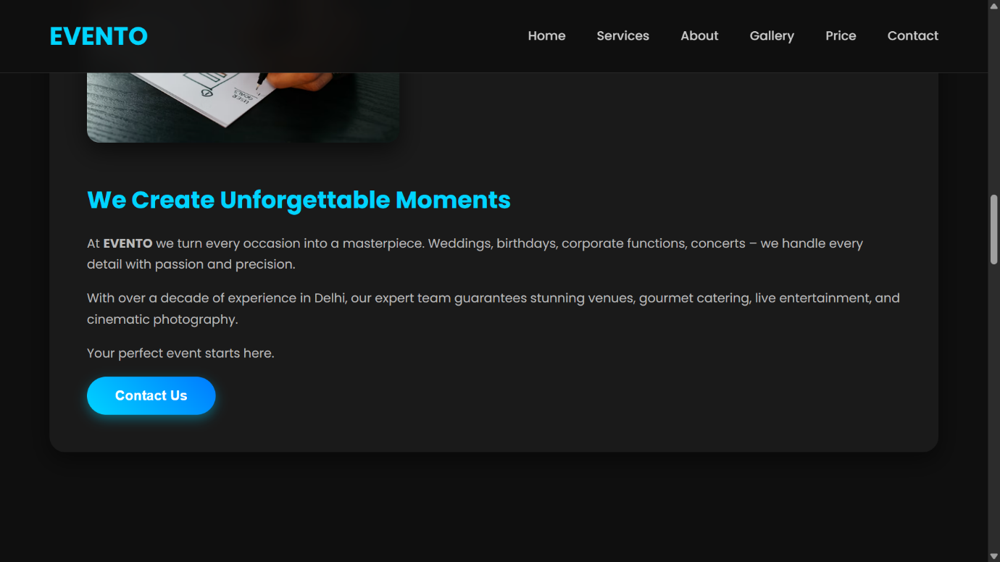 EVENTO
Home Services About Gallery Price Contact
USER
GOALS
We Create Unforgettable Moments
At EVENTO we turn every occasion into a masterpiece. Weddings, birthdays, corporate functions, concerts – we handle every
detail with passion and precision.
With over a decade of experience in Delhi, our expert team guarantees stunning venues, gourmet catering, live entertainment, and
cinematic photography.
Your perfect event starts here.
Contact Us